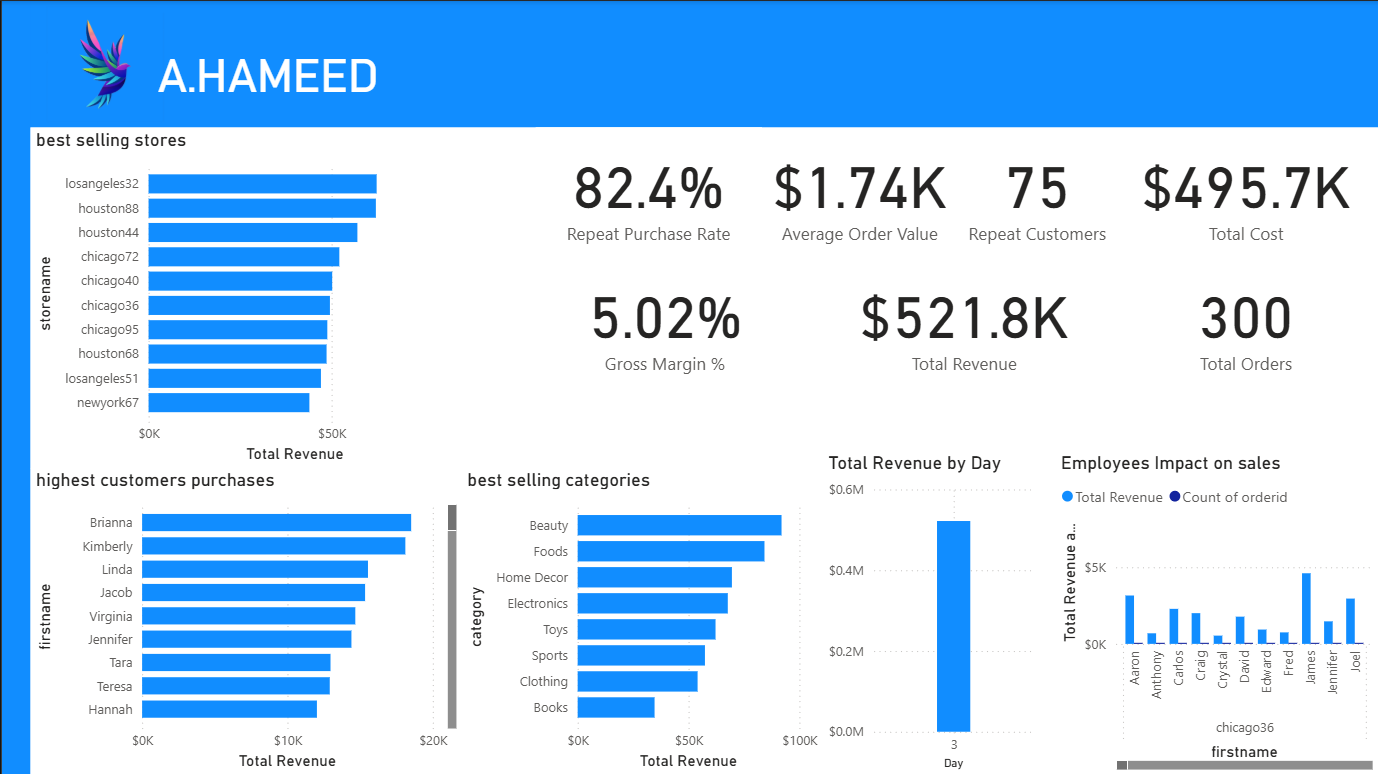 A.HAMEED
best selling stores
storename
losangeles32
houston88
houston44
chicago72
chicago40
chicago36
chicago95
houston68
losangeles51
newyork67
$0K $50K
Total Revenue
82.4%
Repeat Purchase Rate
$1.74K
Average Order Value
75
Repeat Customers
$495.7K
Total Cost
5.02%
Gross Margin %
$521.8K
Total Revenue
300
Total Orders
highest customers purchases
firstname
Brianna
Kimberly
Linda
Jacob
Virginia
Jennifer
Tara
Teresa
Hannah
$0K $10K $20K
Total Revenue
best selling categories
category
Beauty
Foods
Home Decor
Electronics
Toys
Sports
Clothing
Books
$0K $50K $100K
Total Revenue
Total Revenue by Day
$0.6M
$0.4M
$0.2M
$0.0M
3
Day
Employees Impact on sales
Total Revenue Count of orderid
Total Revenue a...
$5K
$0K
Aaron
Anthony
Carlos
Craig
Crystal
David
Edward
Fred
James
Jennifer
Joel
chicago36
firstname